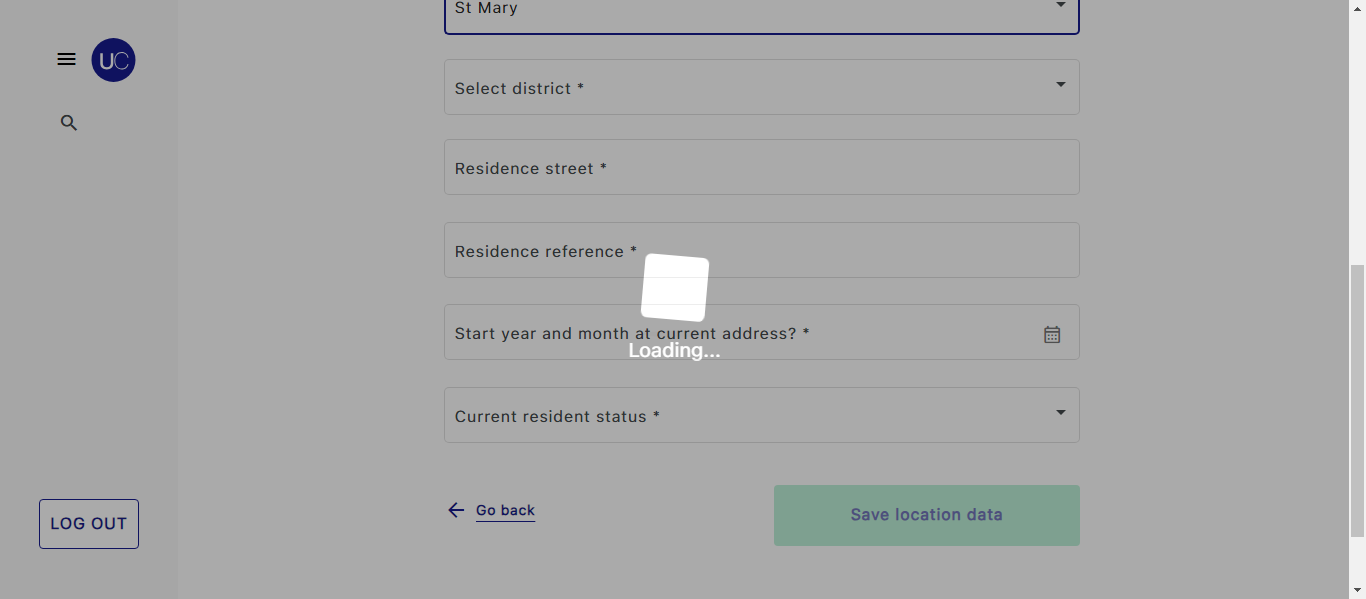 St Mary
UC
Select district *
Residence street *
Residence reference *
Start year and month at current address? *
Loading...
Current resident status *
Go back
Save location data
LOG OUT